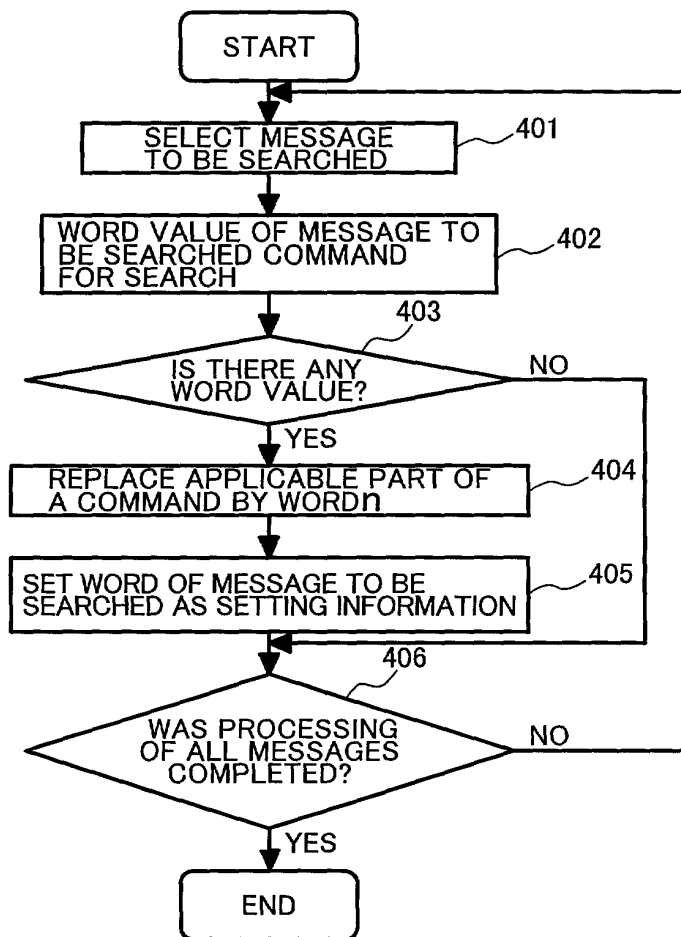 START
SELECT MESSAGE
TO BE SEARCHED
401
WORD VALUE OF MESSAGE TO
BE SEARCHED COMMAND
FOR SEARCH
402
403
IS THERE ANY
WORD VALUE?
NO
YES
REPLACE APPLICABLE PART OF
A COMMAND BY WORDn
404
SET WORD OF MESSAGE TO BE
SEARCHED AS SETTING INFORMATION
405
406
WAS PROCESSING
OF ALL MESSAGES
COMPLETED?
NO
YES
END